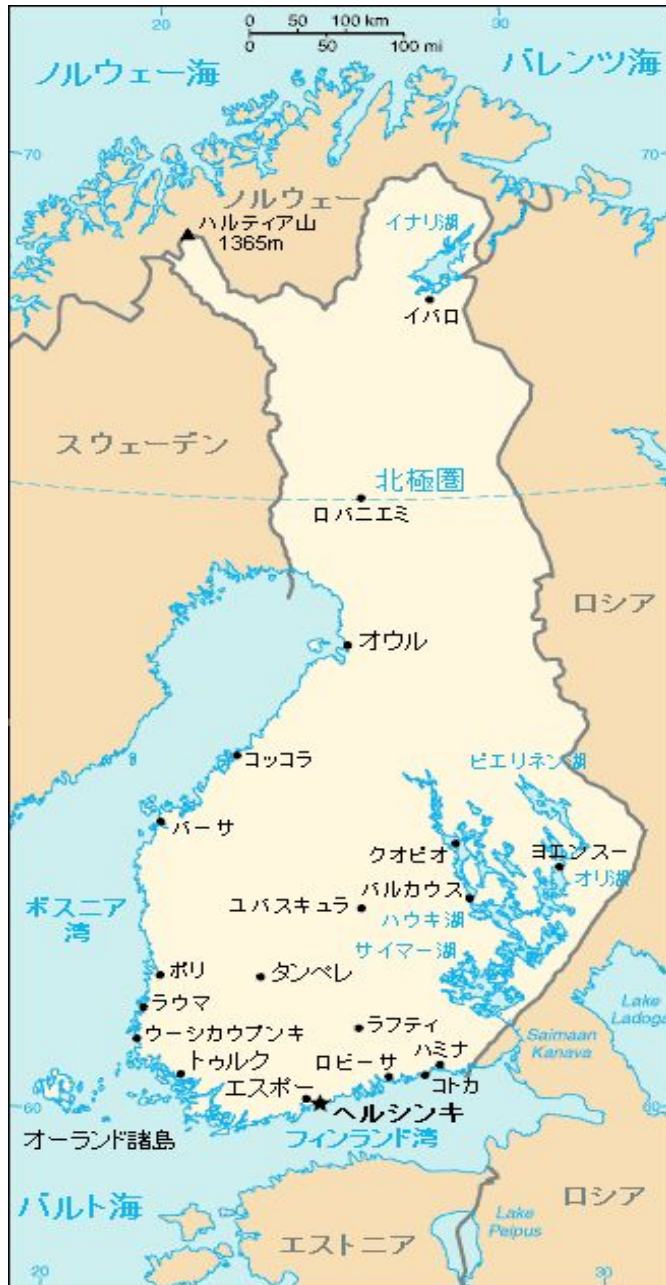 20
0 50 100 km
30
0 50 100 mi
ノルウェー海
バレンツ海
70
70
ノルウェー
ハルティア山
1365m
イナリ湖
イバロ
スウェーデン
北極圏
ロバニエミ
ロシア
オウル
コッコラ
ピエリネン湖
バーサ
クオピオ
ヨエンスー
オリ湖
バルカウス
ユバスキュラ
ハウキ湖
ボスニア
湾
サイマー湖
ポリ
タンペレ
Lake
Ladoga
ラウマ
ラフティ
Saimaan
Kanava
ウーシカウプンキ
ハミナ
トゥルク
ロビーサ
コトカ
エスポー
60
ヘルシンキ
60
オーランド諸島
フィンランド湾
バルト海
ロシア
Lake
Peipus
エストニア
20
30